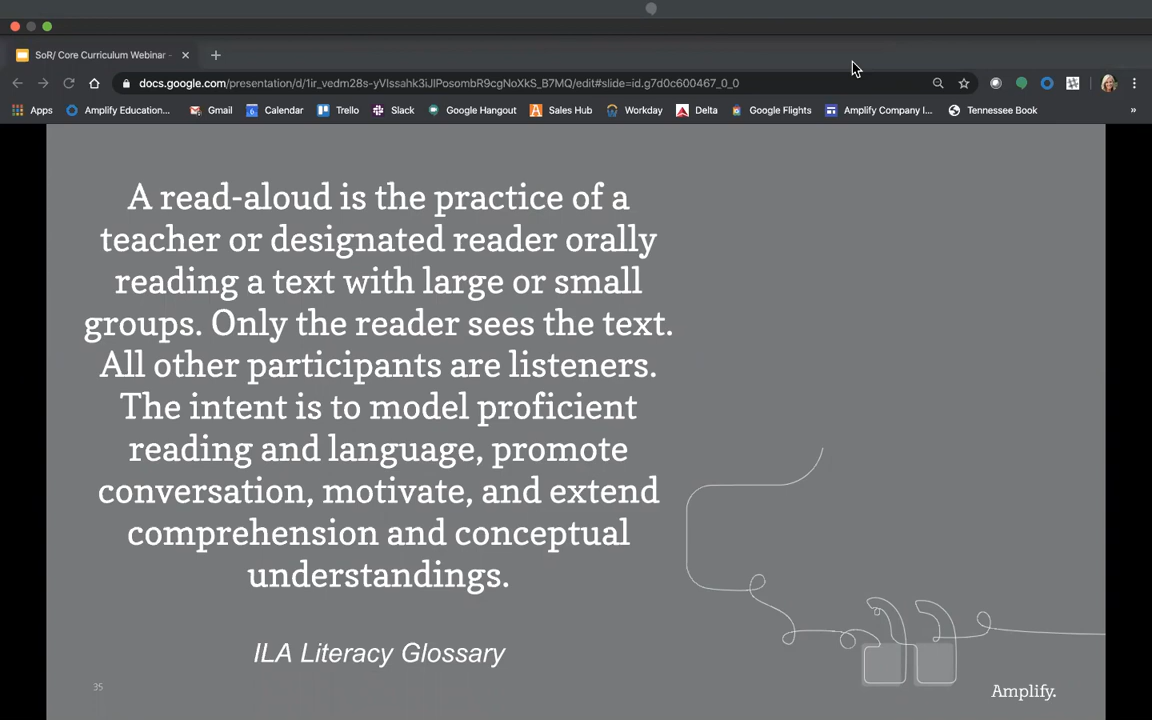 SoR/ Core Curriculum Webinar -
docs.google.com/presentation/d/1ir_vedm28s-yVlssahk3iJlPosombR9cgNoXkS_B7MQ/edit#slide=id.g7d0c600467_0_0
Apps Amplify Education... Gmail Calendar Trello Slack Google Hangout Sales Hub Workday Delta Google Flights Amplify Company I... Tennessee Book
A read-aloud is the practice of a
teacher or designated reader orally
reading a text with large or small
groups. Only the reader sees the text.
All other participants are listeners.
The intent is to model proficient
reading and language, promote
conversation, motivate, and extend
comprehension and conceptual
understandings.
ILA Literacy Glossary
35
Amplify.